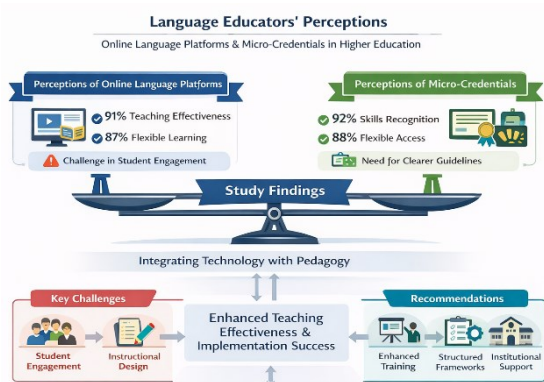 Language Educators' Perceptions
Online Language Platforms & Micro-Credentials in Higher Education
Perceptions of Online Language Platforms
91% Teaching Effectiveness
87% Flexible Learning
Challenge in Student Engagement
Perceptions of Micro-Credentials
92% Skills Recognition
88% Flexible Access
Need for Clearer Guidelines
Study Findings
Integrating Technology with Pedagogy
Key Challenges
Student
Engagement
Instructional
Design
Enhanced Teaching
Effectiveness &
Implementation Success
Recommendations
Enhanced
Training
Structured
Frameworks
Institutional
Support